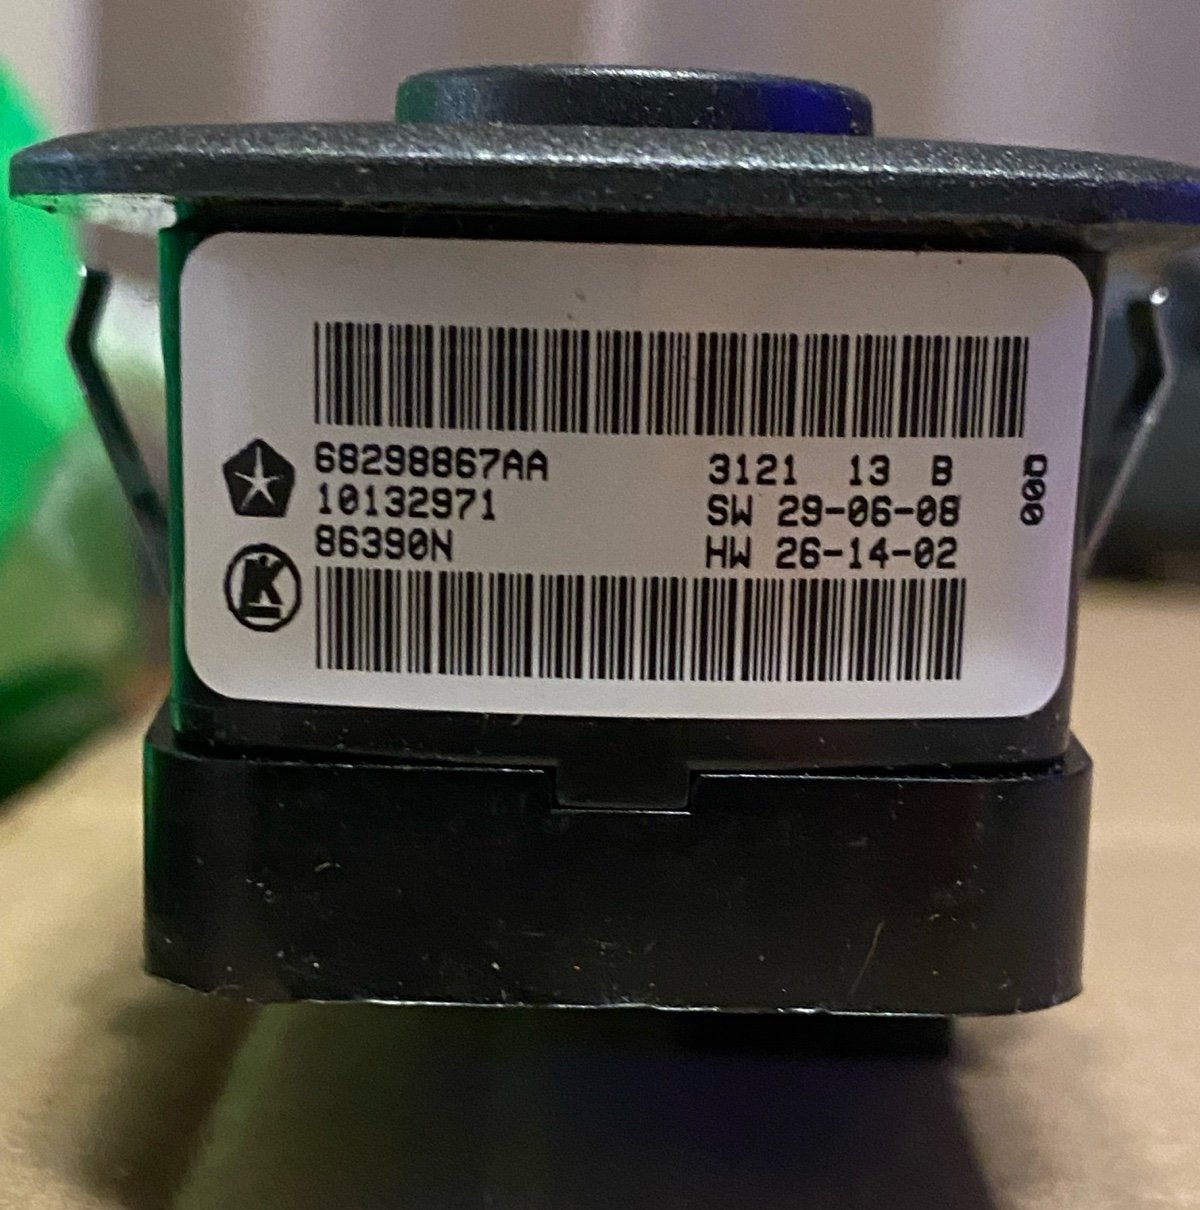 68298867AA
10132971
86390N
3121 13 B
SW 29-06-08
HW 26-14-02
00D
K